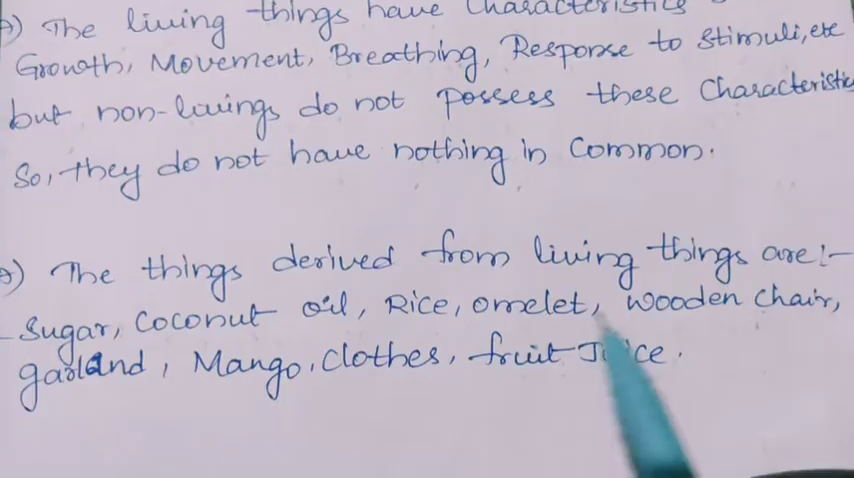 A) The living things have Characteristics
Growth, Movement, Breathing, Response to Stimuli, etc
but non-livings do not possess these Characteristics
So, they do not have nothing in Common.
A) The things derived from living things are:-
- Sugar, Coconut oil, Rice, omelet, wooden chair,
garland, Mango, Clothes, fruit Juice.